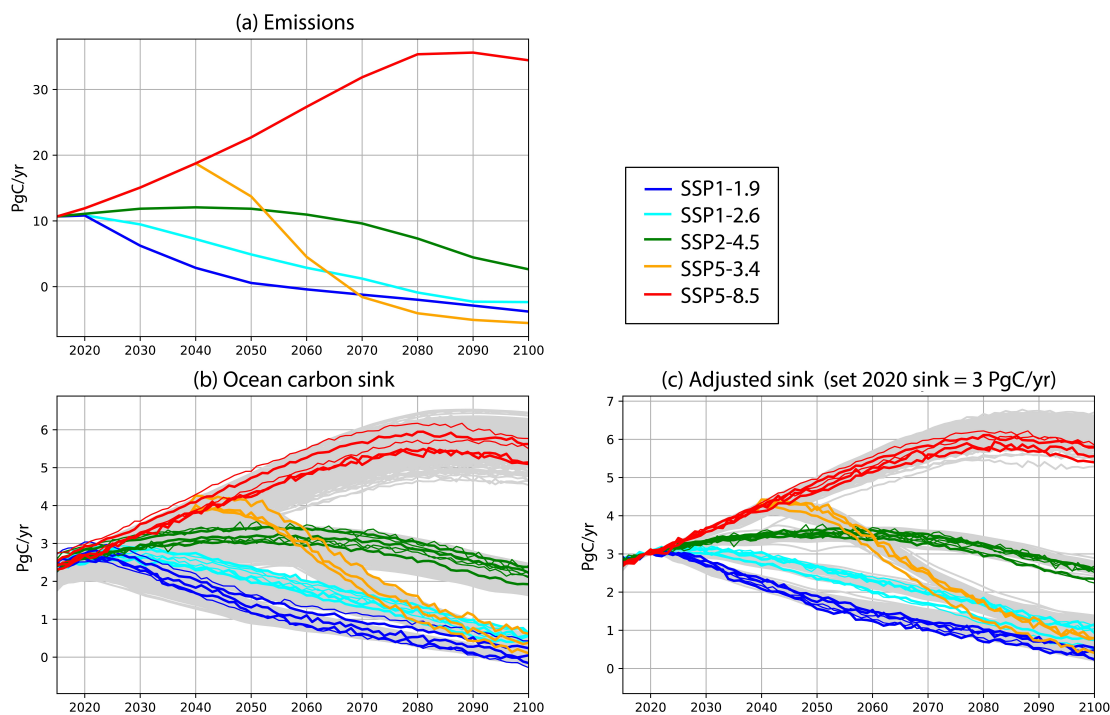 (a) Emissions
PgC/yr
30
20
10
0
2020 2030 2040 2050 2060 2070 2080 2090 2100
SSP1-1.9
SSP1-2.6
SSP2-4.5
SSP5-3.4
SSP5-8.5
(b) Ocean carbon sink
PgC/yr
6
5
4
3
2
1
0
2020 2030 2040 2050 2060 2070 2080 2090 2100
(c) Adjusted sink (set 2020 sink = 3 PgC/yr)
PgC/yr
7
6
5
4
3
2
1
0
2020 2030 2040 2050 2060 2070 2080 2090 2100